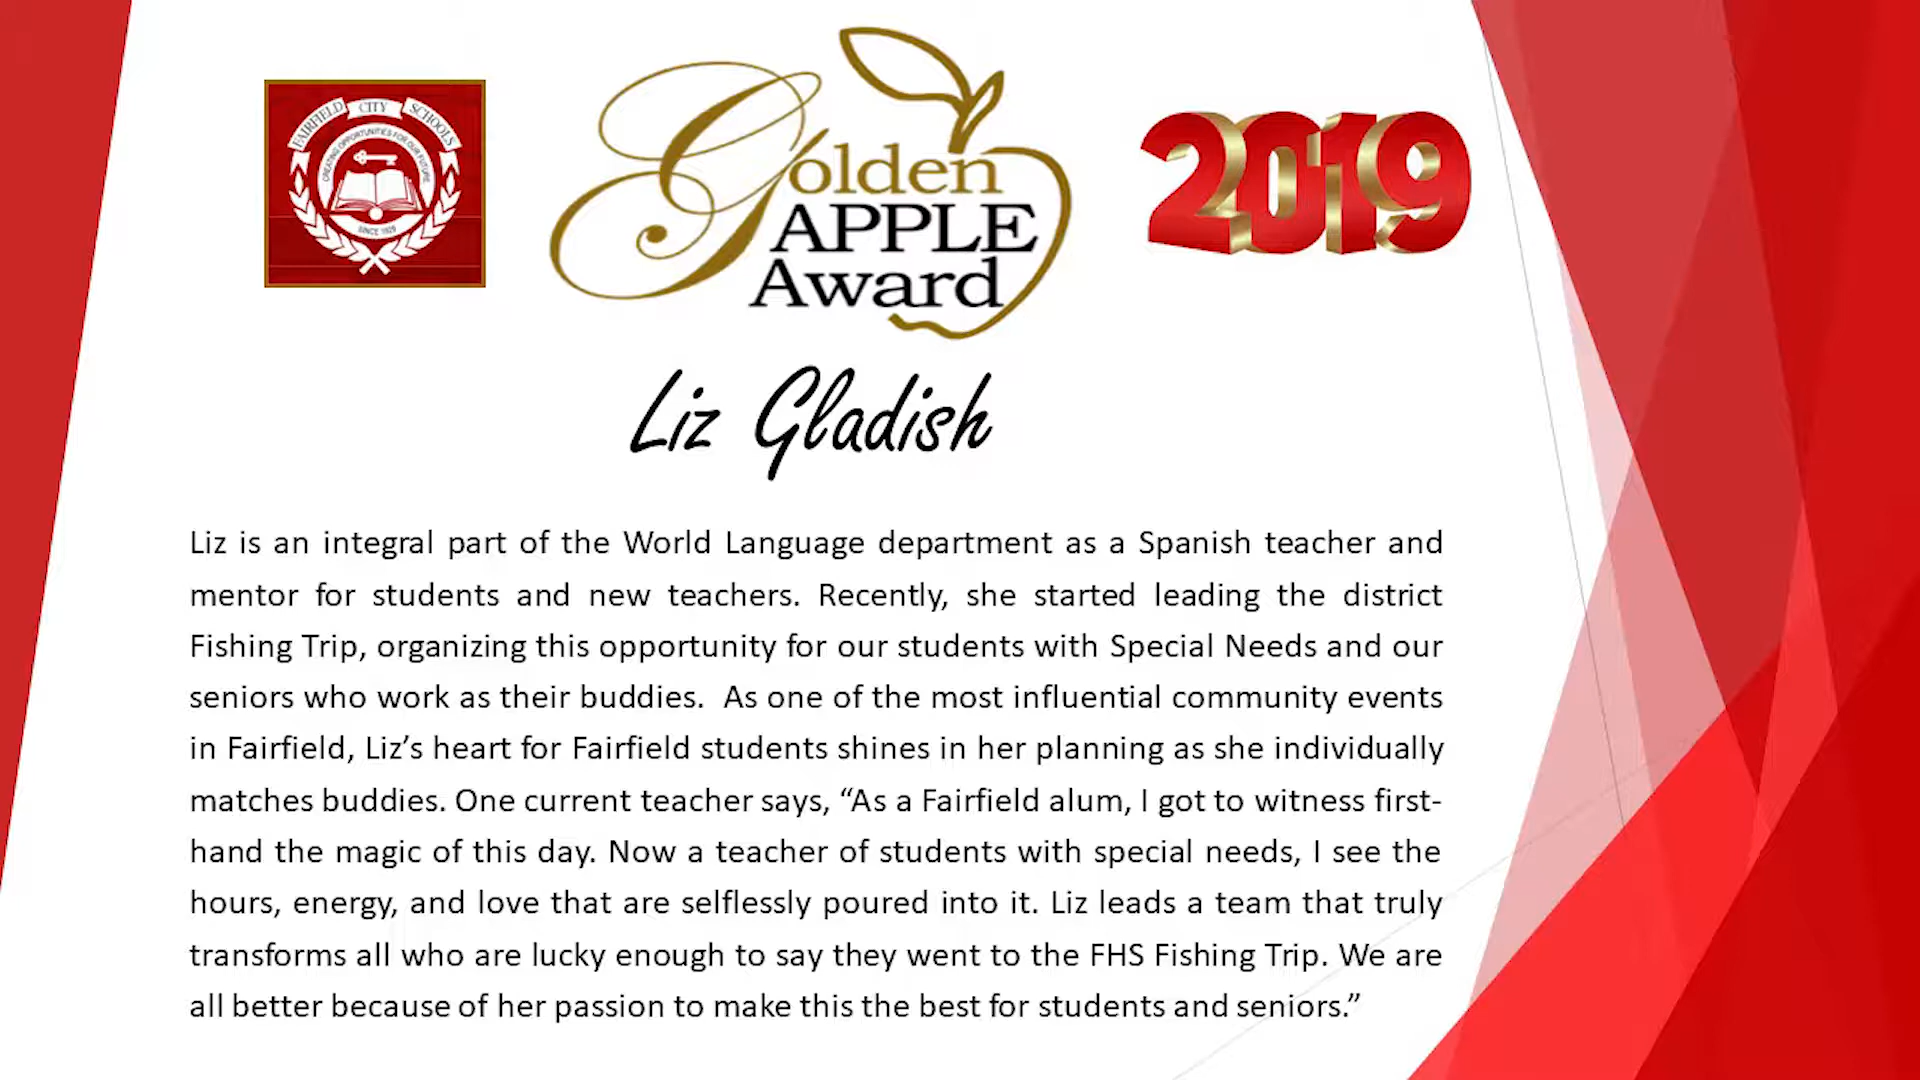 FAIRFIELD CITY SCHOOLS
CREATING OPPORTUNITIES FOR OUR FUTURE
SINCE 1929
Golden
APPLE
Award
2019
Liz Gladish
Liz is an integral part of the World Language department as a Spanish teacher and
mentor for students and new teachers. Recently, she started leading the district
Fishing Trip, organizing this opportunity for our students with Special Needs and our
seniors who work as their buddies.  As one of the most influential community events
in Fairfield, Liz’s heart for Fairfield students shines in her planning as she individually
matches buddies. One current teacher says, “As a Fairfield alum, I got to witness first-
hand the magic of this day. Now a teacher of students with special needs, I see the
hours, energy, and love that are selflessly poured into it. Liz leads a team that truly
transforms all who are lucky enough to say they went to the FHS Fishing Trip. We are
all better because of her passion to make this the best for students and seniors.”